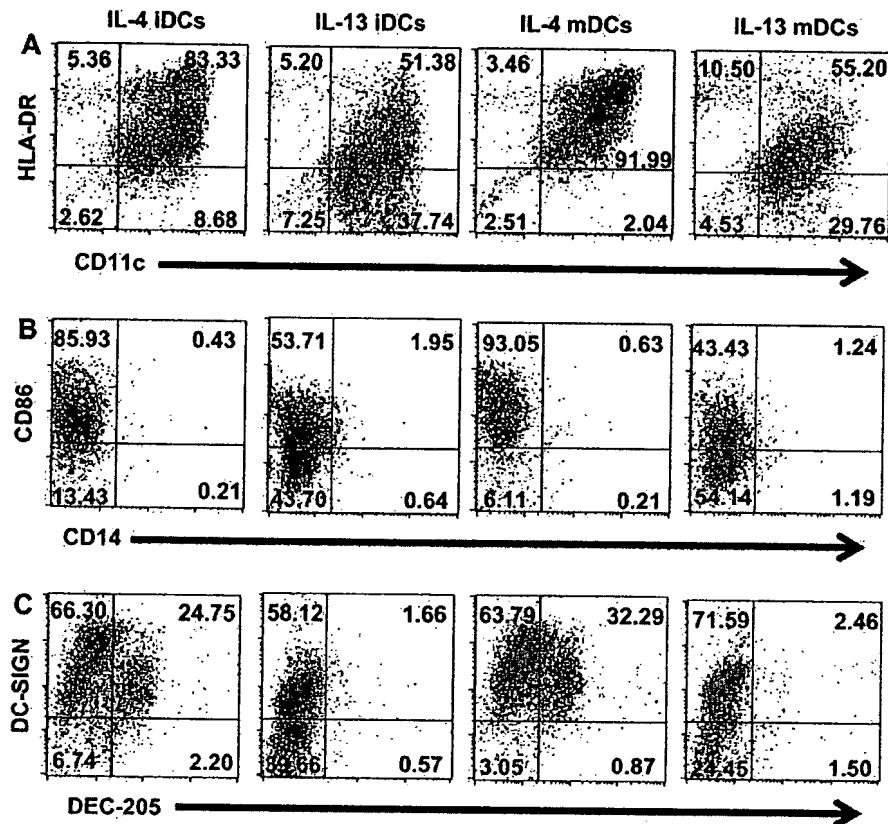 IL-4 iDCs IL-13 iDCs IL-4 mDCs IL-13 mDCs
A
5.36 83.33 5.20 51.38 3.46 10.50 55.20
HLA-DR
91.99
2.62 8.68 7.25 37.74 2.51 2.04 4.53 29.76
CD11c
B
85.93 0.43 53.71 1.95 93.05 0.63 43.43 1.24
CD86
13.43 0.21 43.70 0.64 6.11 0.21 54.14 1.19
CD14
C
66.30 24.75 58.12 1.66 63.79 32.29 71.59 2.46
DC-SIGN
6.74 2.20 39.66 0.57 3.05 0.87 24.45 1.50
DEC-205